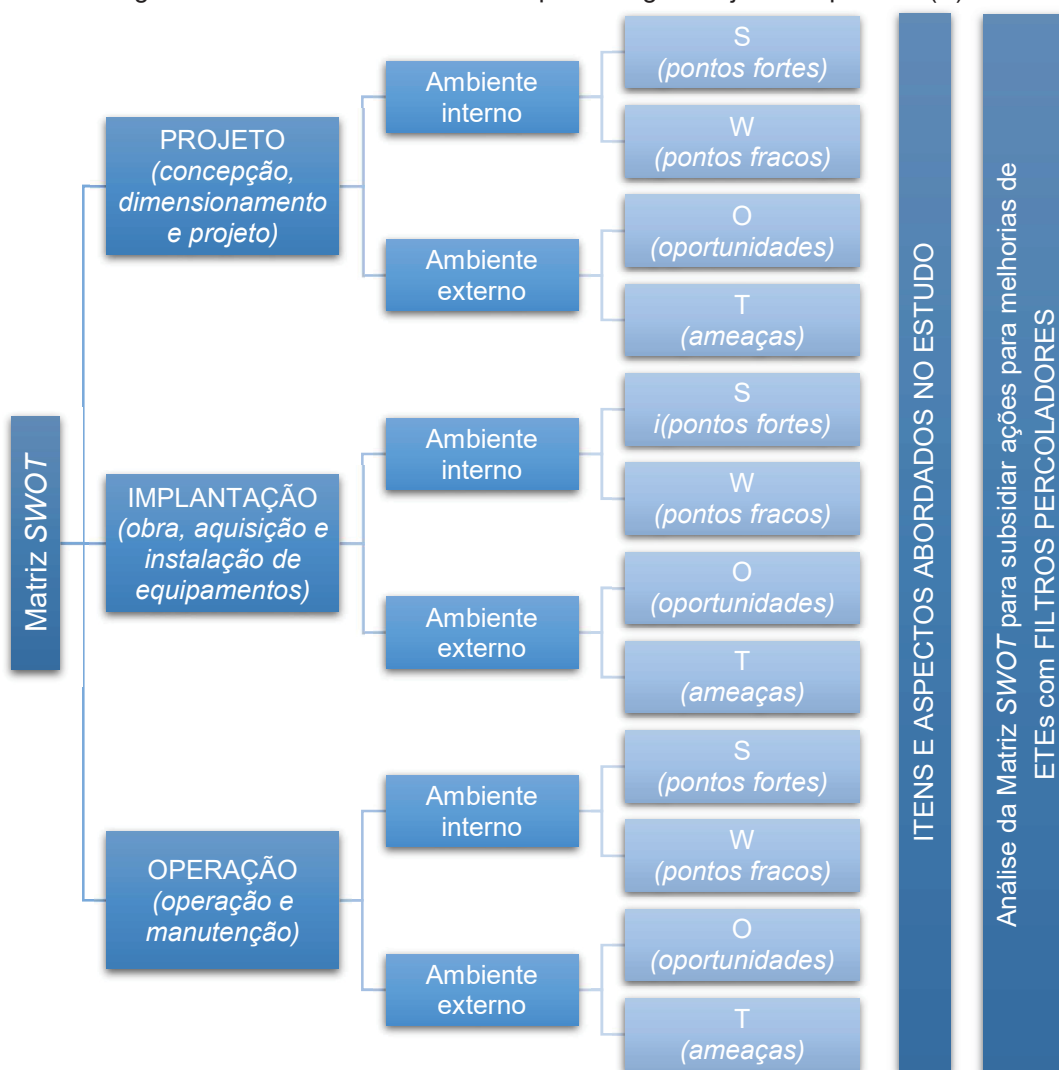 Matriz SWOT
PROJETO
(concepção,
dimensionamento
e projeto)
Ambiente
interno
S
(pontos fortes)
W
(pontos fracos)
Ambiente
externo
O
(oportunidades)
T
(ameaças)
IMPLANTAÇÃO
(obra, aquisição e
instalação de
equipamentos)
Ambiente
interno
S
i(pontos fortes)
W
(pontos fracos)
Ambiente
externo
O
(oportunidades)
T
(ameaças)
OPERAÇÃO
(operação e
manutenção)
Ambiente
interno
S
(pontos fortes)
W
(pontos fracos)
Ambiente
externo
O
(oportunidades)
T
(ameaças)
ITENS E ASPECTOS ABORDADOS NO ESTUDO
Análise da Matriz SWOT para subsidiar ações para melhorias de
ETEs com FILTROS PERCOLADORES